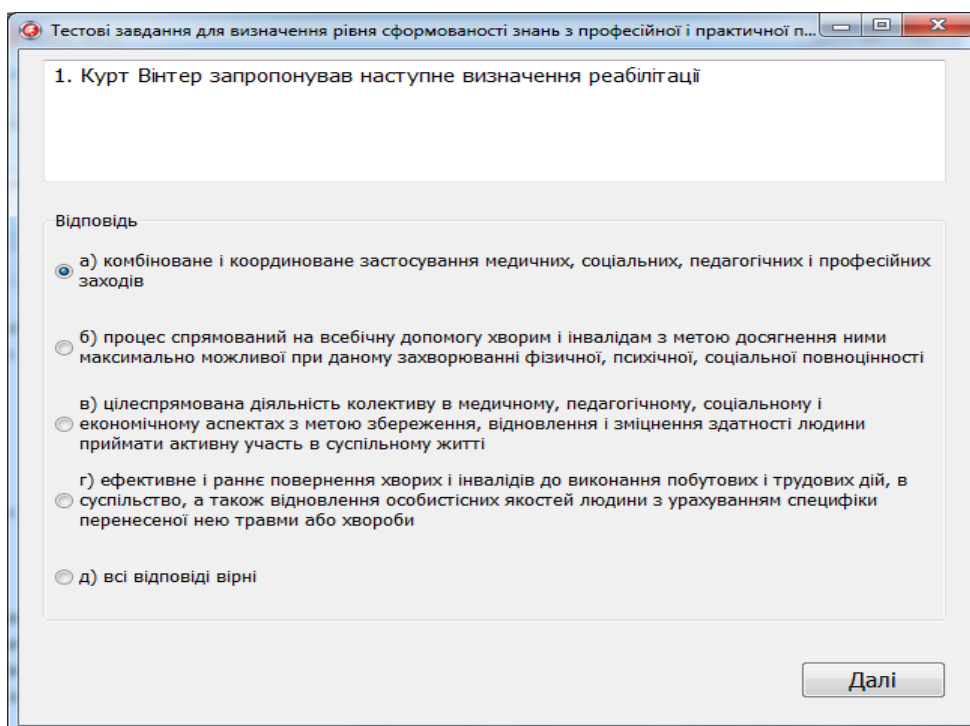 Тестові завдання для визначення рівня сформованості знань з професійної і практичної п...
1. Курт Вінтер запропонував наступне визначення реабілітації
Відповідь
а) комбіноване і координоване застосування медичних, соціальних, педагогічних і професійних
заходів
б) процес спрямований на всебічну допомогу хворим і інвалідам з метою досягнення ними
максимально можливої при даному захворюванні фізичної, психічної, соціальної повноцінності
в) цілеспрямована діяльність колективу в медичному, педагогічному, соціальному і
економічному аспектах з метою збереження, відновлення і зміцнення здатності людини
приймати активну участь в суспільному житті
г) ефективне і раннє повернення хворих і інвалідів до виконання побутових і трудових дій, в
суспільство, а також відновлення особистісних якостей людини з урахуванням специфіки
перенесеної нею травми або хвороби
д) всі відповіді вірні
Далі